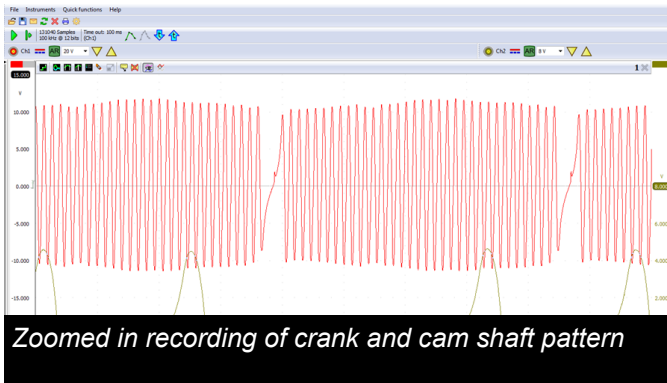 File Instruments Quick functions Help
131040 Samples Time out: 100 ms
100 kHz @ 12 bits (Ch1)
Ch1 AR 20 V Ch2 AR 8 V
1
15.000
V
10.000
5.000
0.000
-5.000
-10.000
-15.000
V
8.000
6.000
4.000
2.000
Zoomed in recording of crank and cam shaft pattern